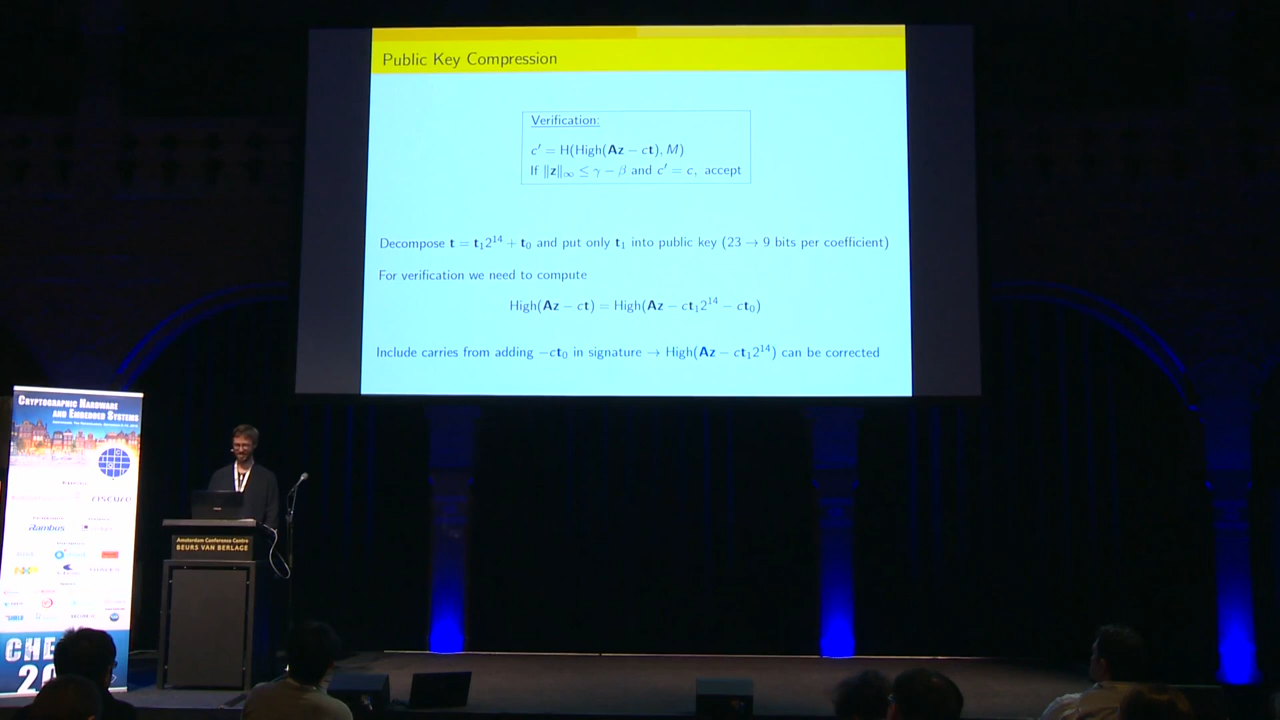 Public Key Compression
Verification:
c′ = H(High(Az − ct), M)
If ‖z‖∞ ≤ γ − β and c′ = c, accept
Decompose t = t₁2¹⁴ + t₀ and put only t₁ into public key (23 → 9 bits per coefficient)
For verification we need to compute
High(Az − ct) = High(Az − ct₁2¹⁴ − ct₀)
Include carries from adding −ct₀ in signature → High(Az − ct₁2¹⁴) can be corrected
Cryptographic Hardware
and Embedded Systems
riscure
Rambus
Amsterdam Conference Centre
BEURS VAN BERLAGE
CHE
20